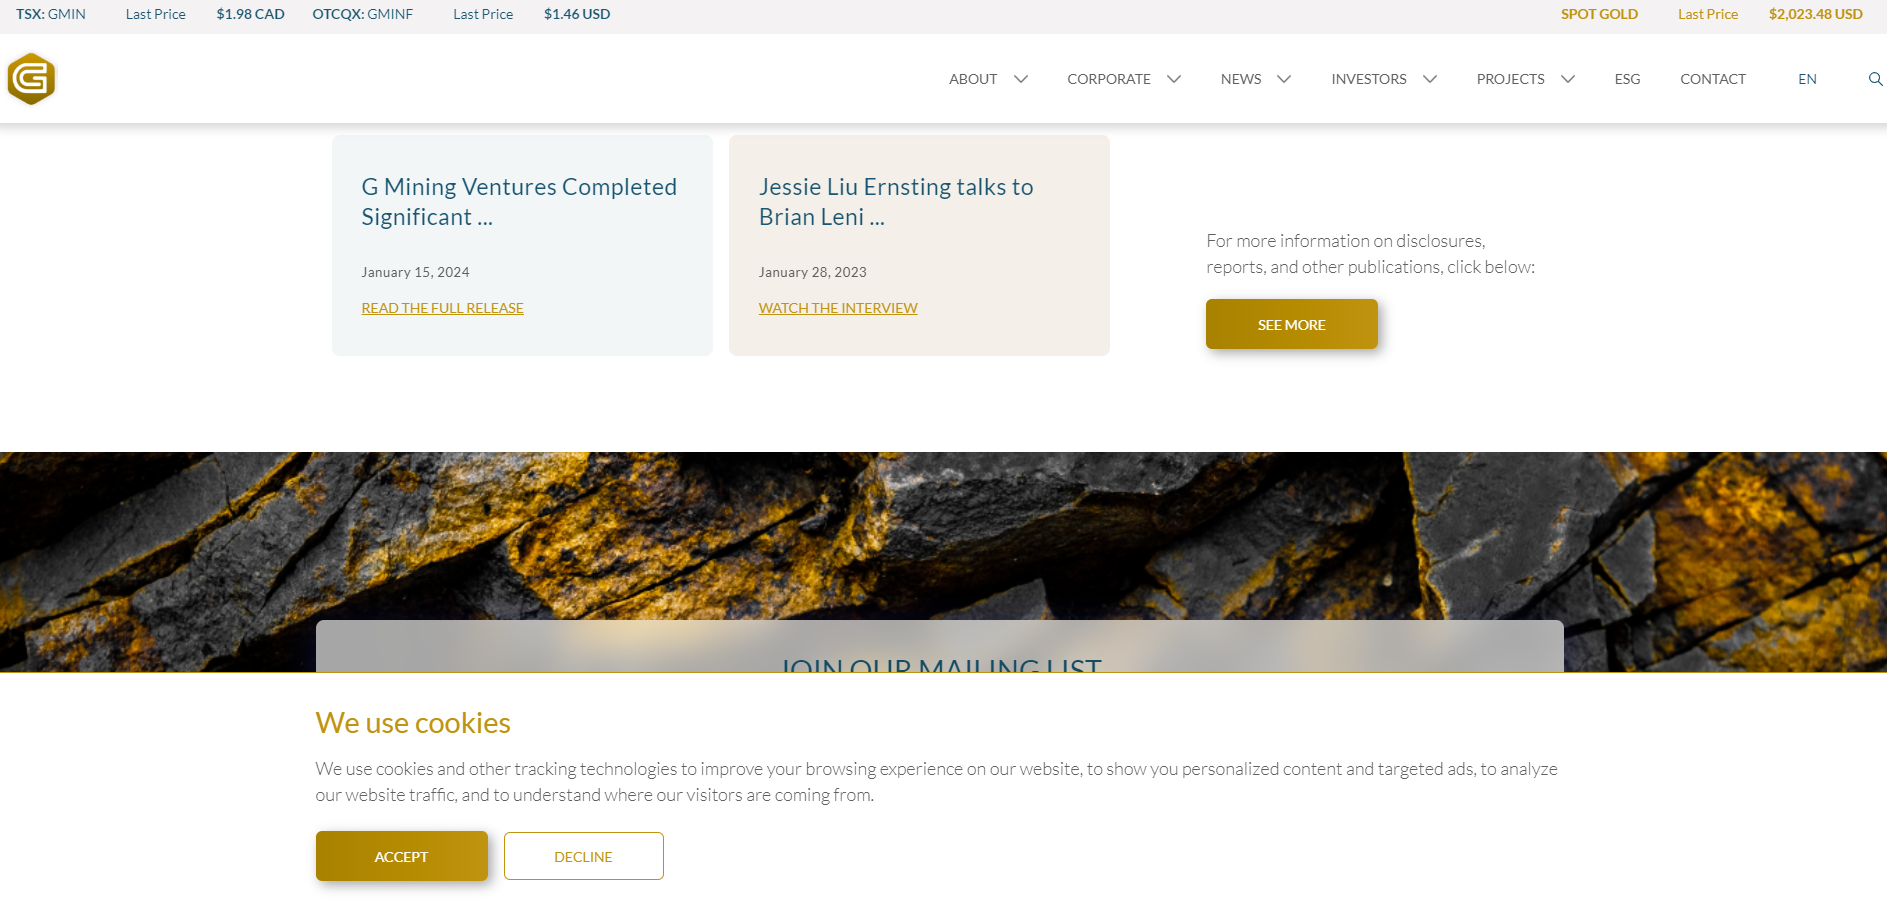 TSX: GMIN Last Price $1.98 CAD OTCQX: GMINF Last Price $1.46 USD SPOT GOLD Last Price $2,023.48 USD
G ABOUT CORPORATE NEWS INVESTORS PROJECTS ESG CONTACT EN
G Mining Ventures Completed
Significant ...
January 15, 2024
READ THE FULL RELEASE
Jessie Liu Ernsting talks to
Brian Leni ...
January 28, 2023
WATCH THE INTERVIEW
For more information on disclosures,
reports, and other publications, click below:
SEE MORE
JOIN OUR MAILING LIST
We use cookies
We use cookies and other tracking technologies to improve your browsing experience on our website, to show you personalized content and targeted ads, to analyze
our website traffic, and to understand where our visitors are coming from.
ACCEPT DECLINE